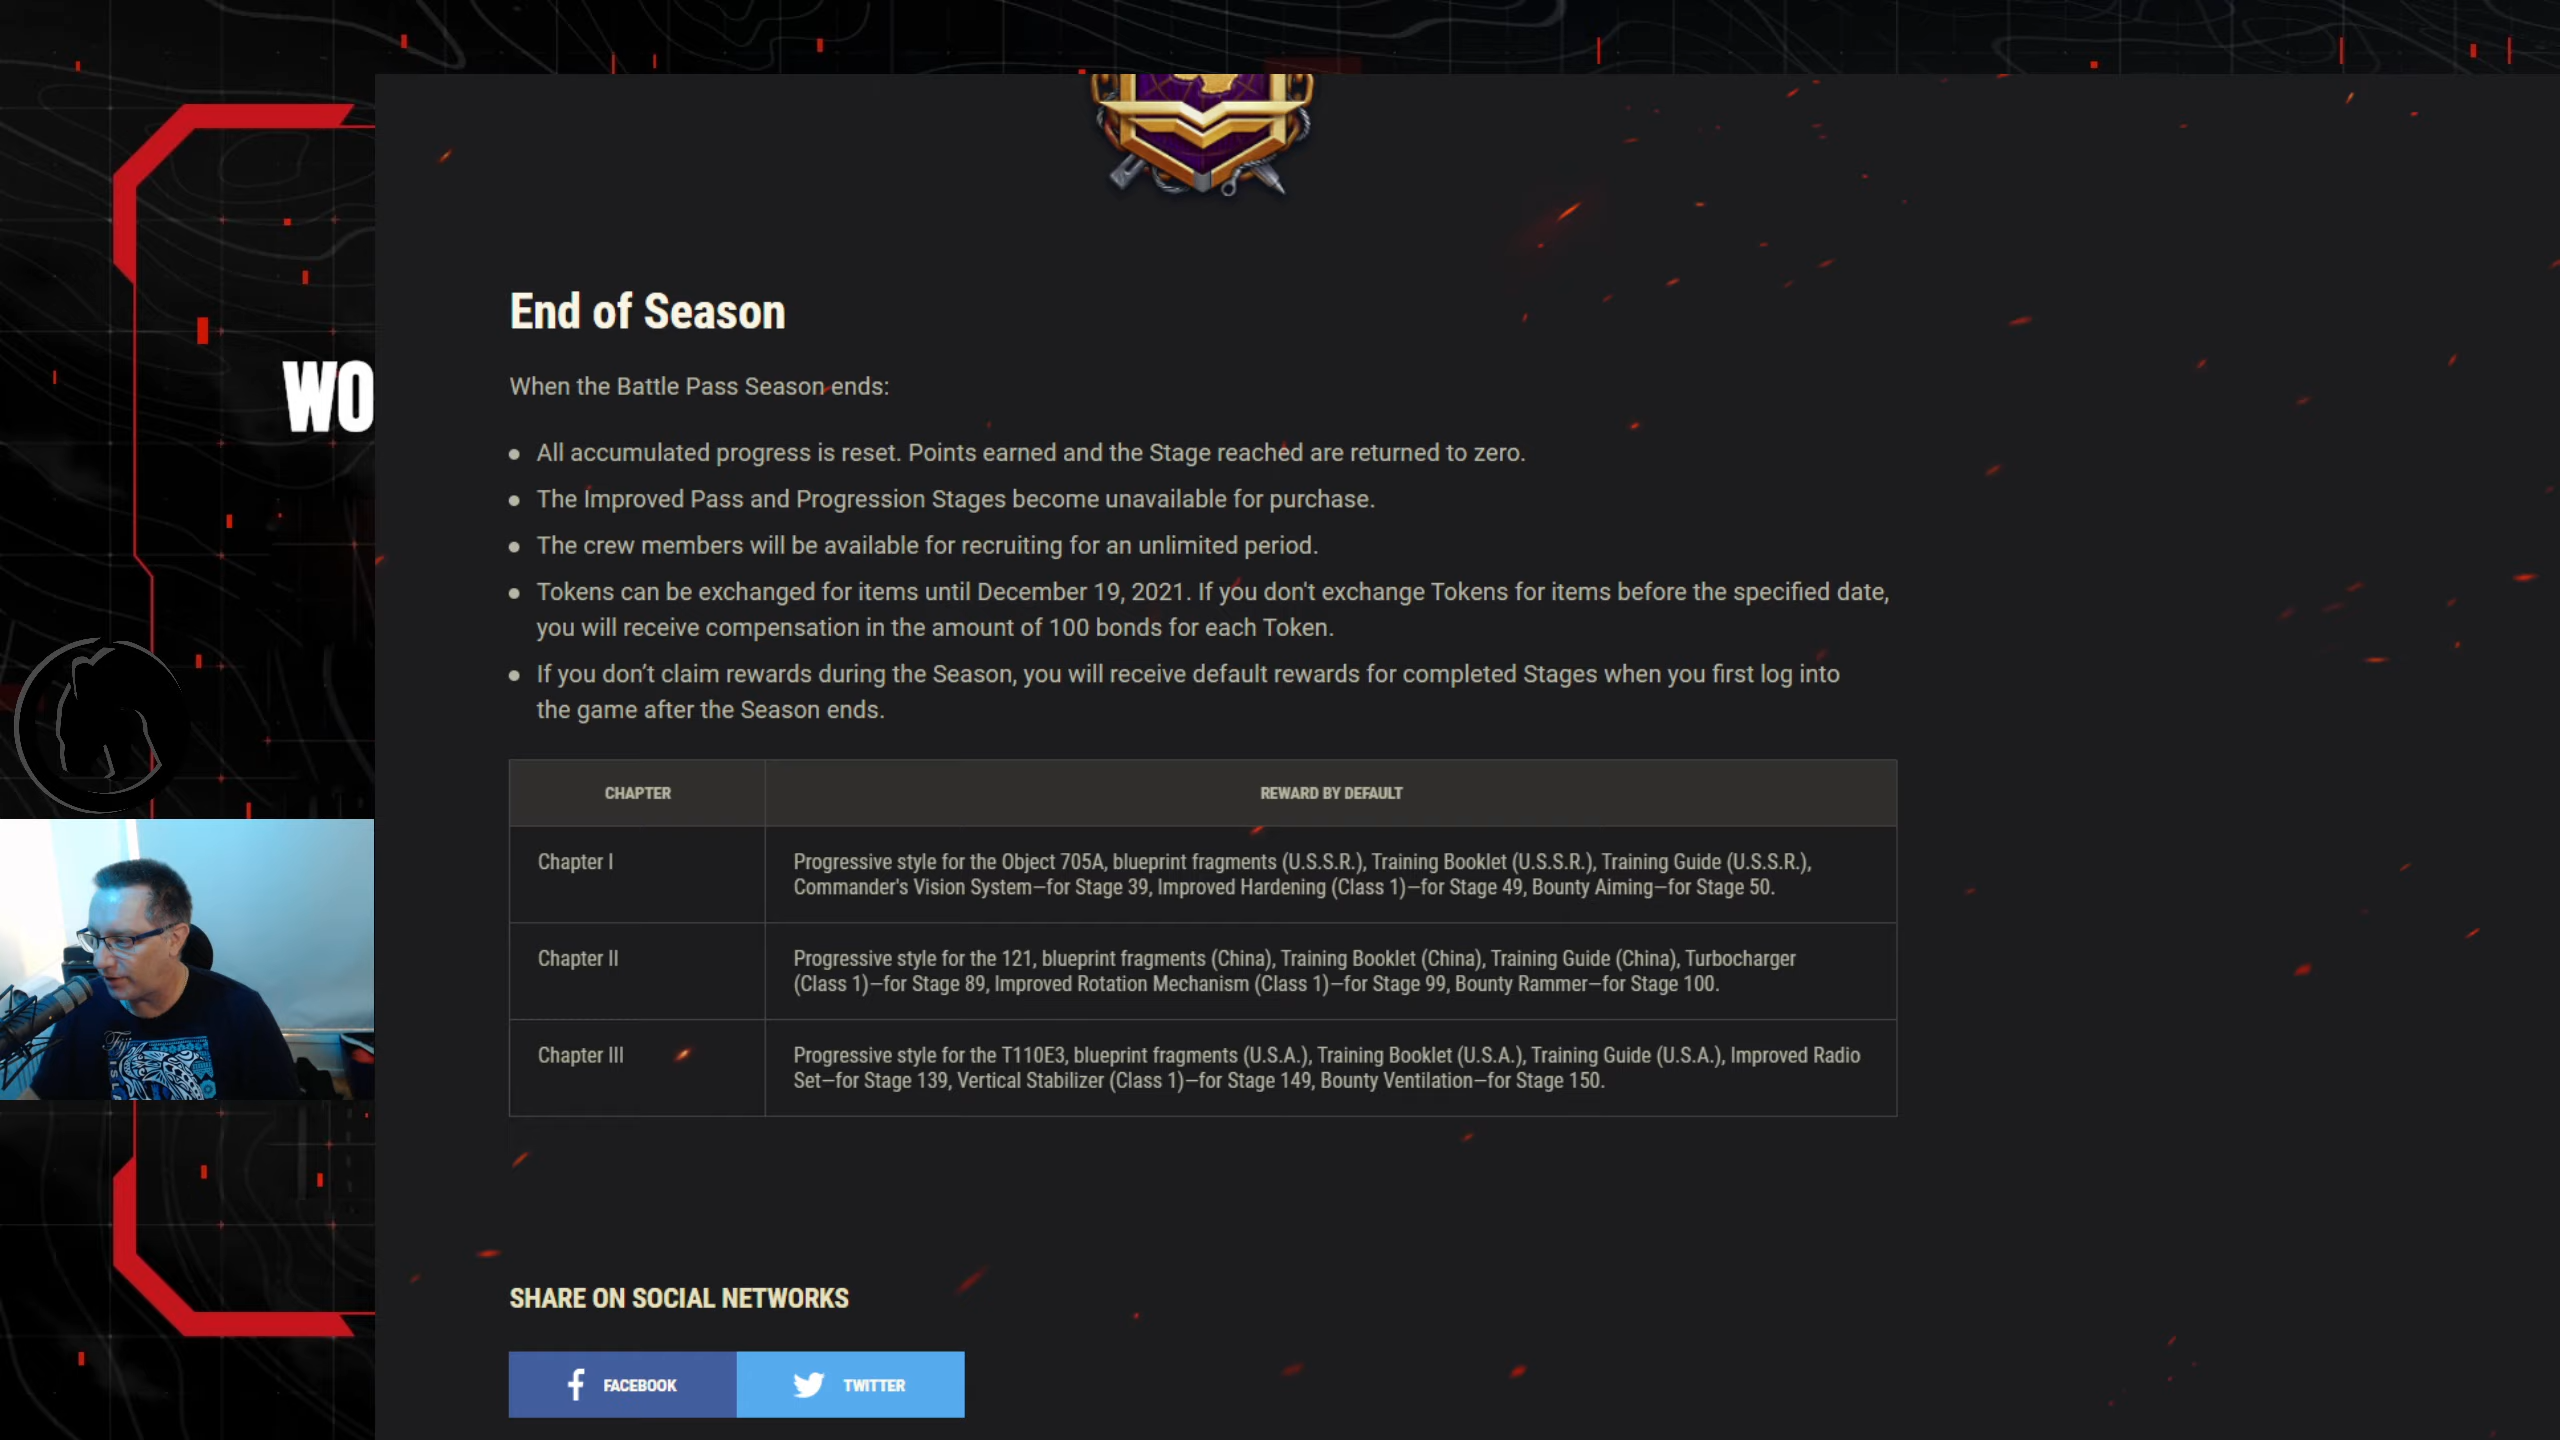 WO
End of Season
When the Battle Pass Season ends:
All accumulated progress is reset. Points earned and the Stage reached are returned to zero.
The Improved Pass and Progression Stages become unavailable for purchase.
The crew members will be available for recruiting for an unlimited period.
Tokens can be exchanged for items until December 19, 2021. If you don't exchange Tokens for items before the specified date,
you will receive compensation in the amount of 100 bonds for each Token.
If you don’t claim rewards during the Season, you will receive default rewards for completed Stages when you first log into
the game after the Season ends.
CHAPTER REWARD BY DEFAULT
Chapter I
Progressive style for the Object 705A, blueprint fragments (U.S.S.R.), Training Booklet (U.S.S.R.), Training Guide (U.S.S.R.),
Commander's Vision System—for Stage 39, Improved Hardening (Class 1)—for Stage 49, Bounty Aiming—for Stage 50.
Chapter II
Progressive style for the 121, blueprint fragments (China), Training Booklet (China), Training Guide (China), Turbocharger
(Class 1)—for Stage 89, Improved Rotation Mechanism (Class 1)—for Stage 99, Bounty Rammer—for Stage 100.
Chapter III
Progressive style for the T110E3, blueprint fragments (U.S.A.), Training Booklet (U.S.A.), Training Guide (U.S.A.), Improved Radio
Set—for Stage 139, Vertical Stabilizer (Class 1)—for Stage 149, Bounty Ventilation—for Stage 150.
SHARE ON SOCIAL NETWORKS
FACEBOOK TWITTER
Fiji